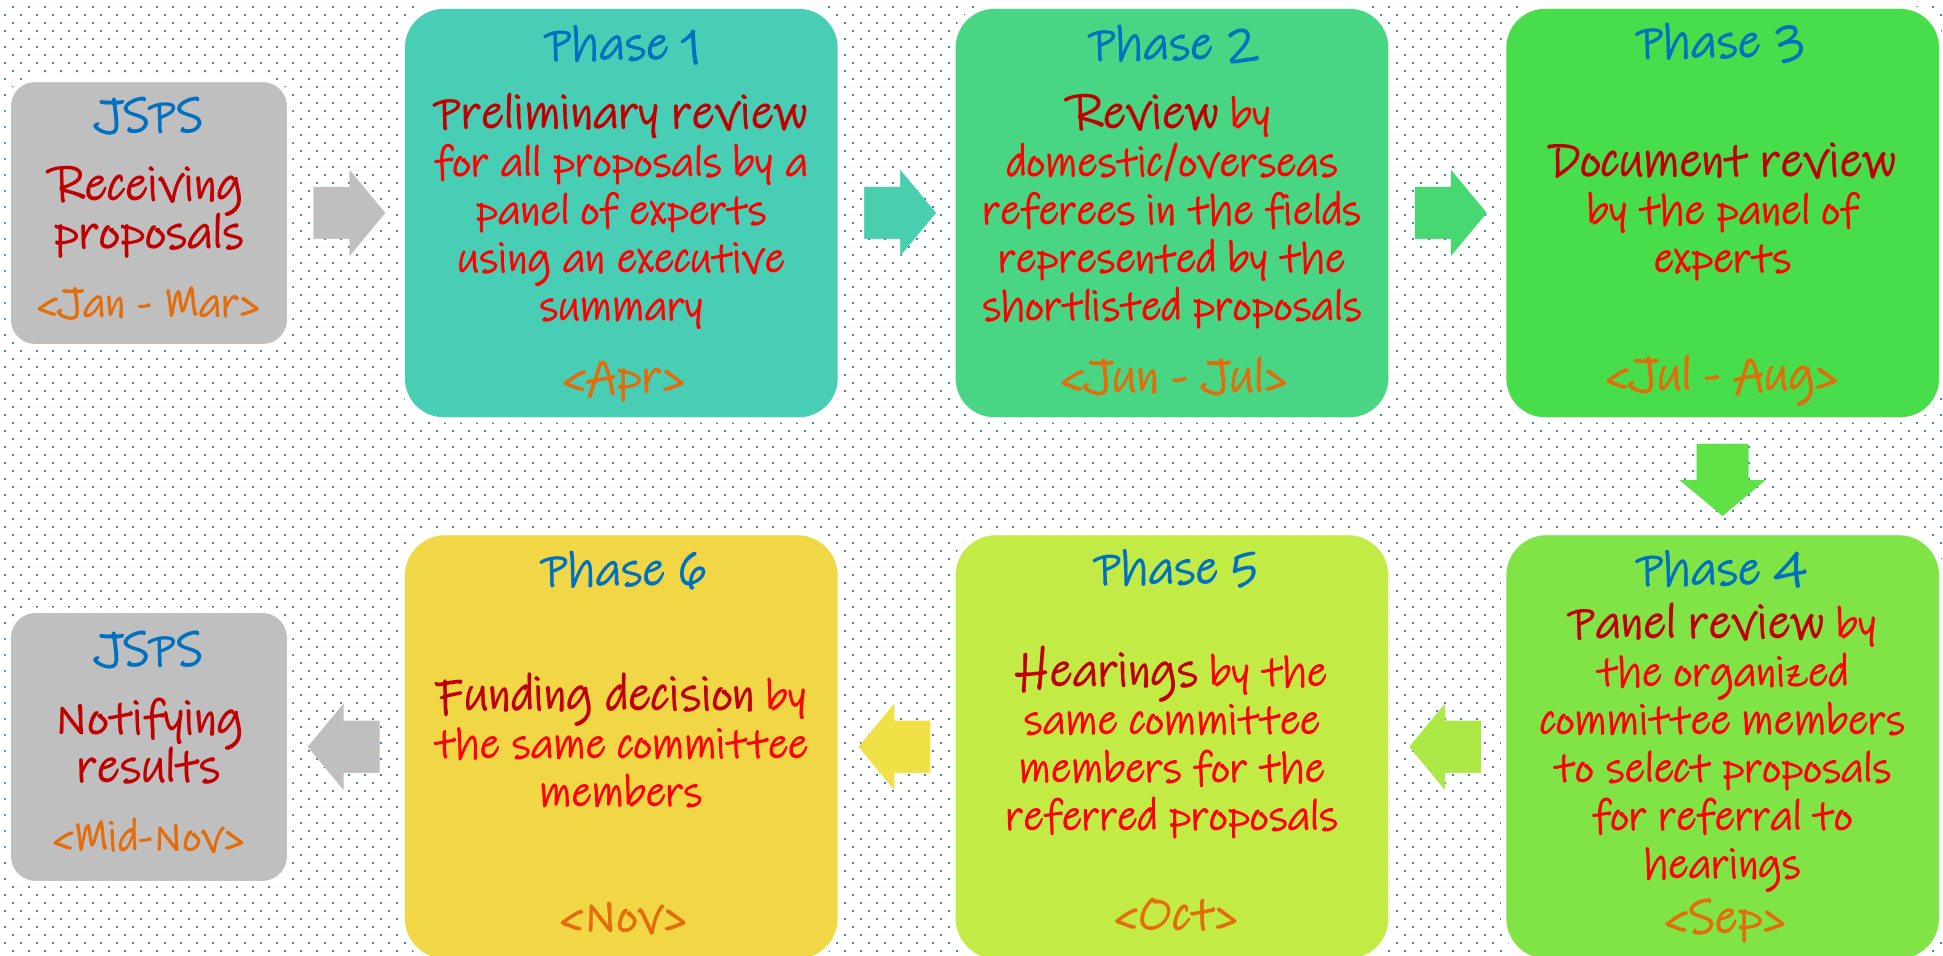 JSPS
Receiving
proposals
<Jan - Mar>
Phase 1
Preliminary review
for all proposals by a
panel of experts
using an executive
summary
<Apr>
Phase 2
Review by
domestic/overseas
referees in the fields
represented by the
shortlisted proposals
<Jun - Jul>
Phase 3
Document review
by the panel of
experts
<Jul - Aug>
Phase 4
Panel review by
the organized
committee members
to select proposals
for referral to
hearings
<Sep>
Phase 5
Hearings by the
same committee
members for the
referred proposals
<Oct>
Phase 6
Funding decision by
the same committee
members
<Nov>
JSPS
Notifying
results
<Mid-Nov>